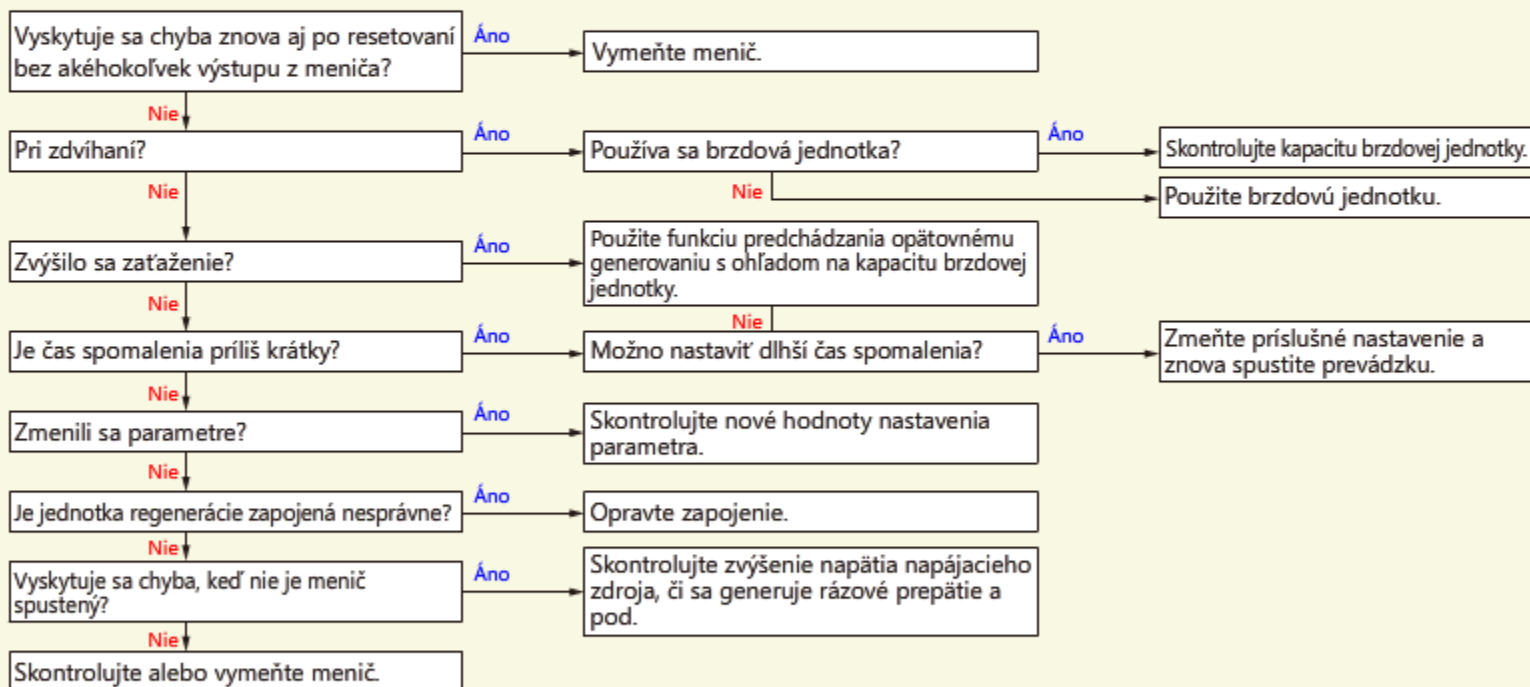 Vyskytuje sa chyba znova aj po resetovaní
bez akéhokoľvek výstupu z meniča?
Áno
Vymeňte menič.
Nie
Pri zdvíhaní?
Áno
Používa sa brzdová jednotka?
Áno
Skontrolujte kapacitu brzdovej jednotky.
Nie
Nie
Použite brzdovú jednotku.
Zvýšilo sa zaťaženie?
Áno
Použite funkciu predchádzania opätovnému
generovaniu s ohľadom na kapacitu brzdovej
jednotky.
Nie
Nie
Je čas spomalenia príliš krátky?
Áno
Možno nastaviť dlhší čas spomalenia?
Áno
Zmeňte príslušné nastavenie a
znova spustite prevádzku.
Nie
Zmenili sa parametre?
Áno
Skontrolujte nové hodnoty nastavenia
parametra.
Nie
Je jednotka regenerácie zapojená nesprávne?
Áno
Opravte zapojenie.
Nie
Vyskytuje sa chyba, keď nie je menič
spustený?
Áno
Skontrolujte zvýšenie napätia napájacieho
zdroja, či sa generuje rázové prepätie a
pod.
Nie
Skontrolujte alebo vymeňte menič.